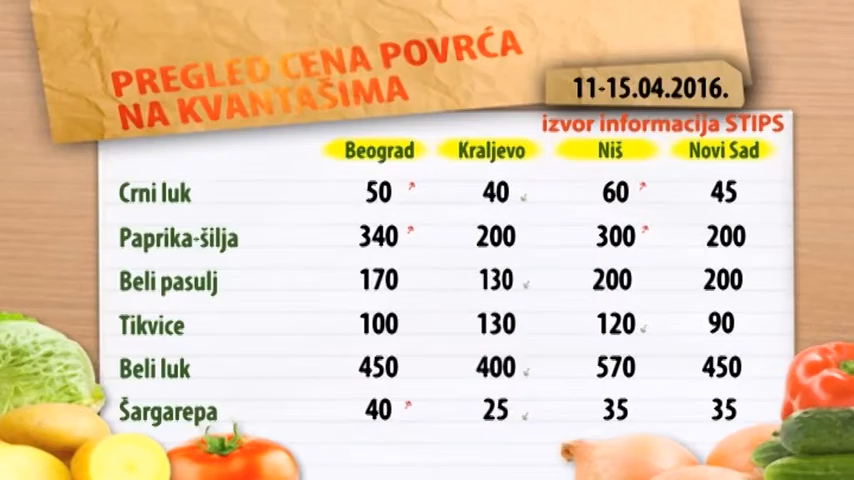 PREGLED CENA POVRĆA
NA KVANTAŠIMA
11-15.04.2016.
izvor informacija STIPS
Beograd Kraljevo Niš Novi Sad
Crni luk 50 40 60 45
Paprika-šilja 340 200 300 200
Beli pasulj 170 130 200 200
Tikvice 100 130 120 90
Beli luk 450 400 570 450
Šargarepa 40 25 35 35